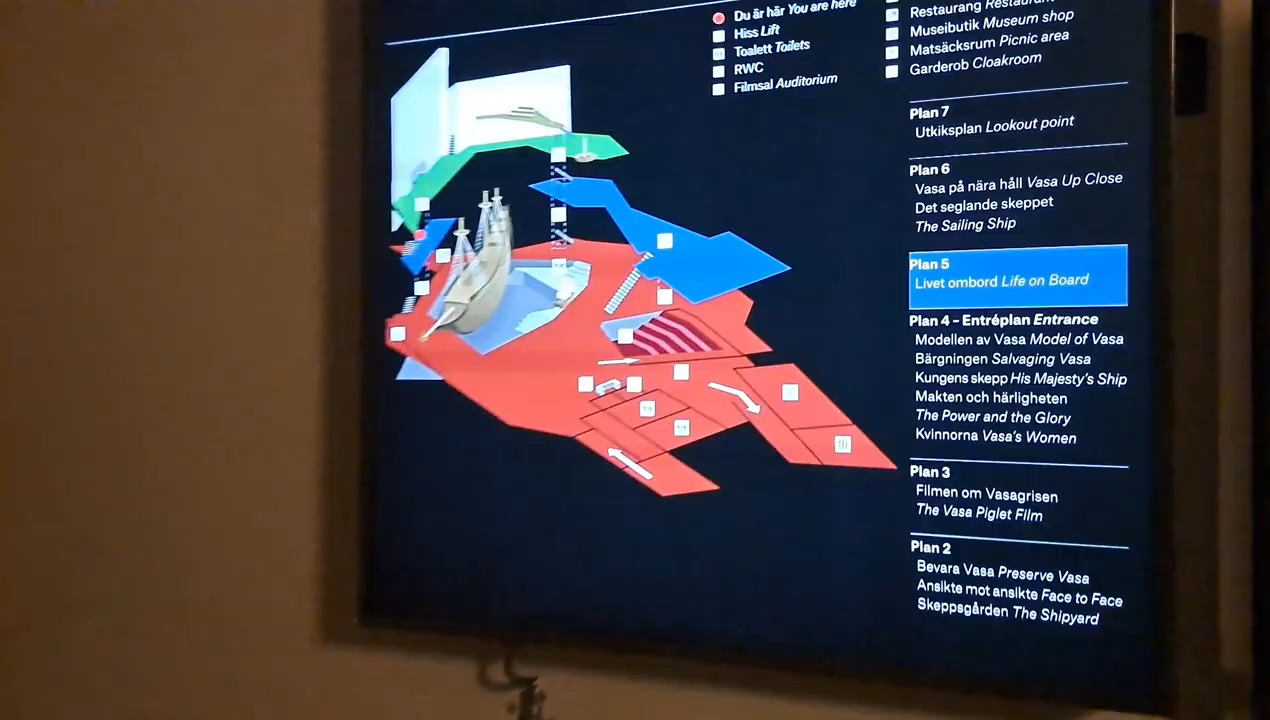 Du är här You are here
Hiss Lift
Toalett Toilets
RWC
Filmsal Auditorium
Restaurang Restaurant
Museibutik Museum shop
Matsäcksrum Picnic area
Garderob Cloakroom
Plan 7
Utkiksplan Lookout point
Plan 6
Vasa på nära håll Vasa Up Close
Det seglande skeppet
The Sailing Ship
Plan 5
Livet ombord Life on Board
Plan 4 - Entréplan Entrance
Modellen av Vasa Model of Vasa
Bärgningen Salvaging Vasa
Kungens skepp His Majesty's Ship
Makten och härligheten
The Power and the Glory
Kvinnorna Vasa's Women
Plan 3
Filmen om Vasagrisen
The Vasa Piglet Film
Plan 2
Bevara Vasa Preserve Vasa
Ansikte mot ansikte Face to Face
Skeppsgården The Shipyard